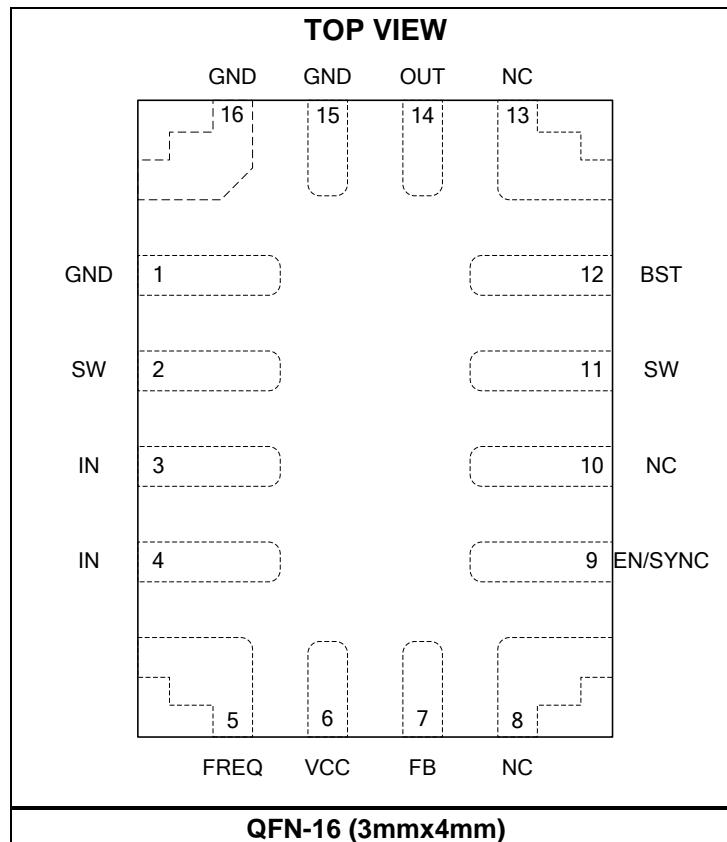 TOP VIEW
GND GND OUT NC
16 15 14 13
GND 1 12 BST
SW 2 11 SW
IN 3 10 NC
IN 4 9 EN/SYNC
5 6 7 8
FREQ VCC FB NC
QFN-16 (3mmx4mm)